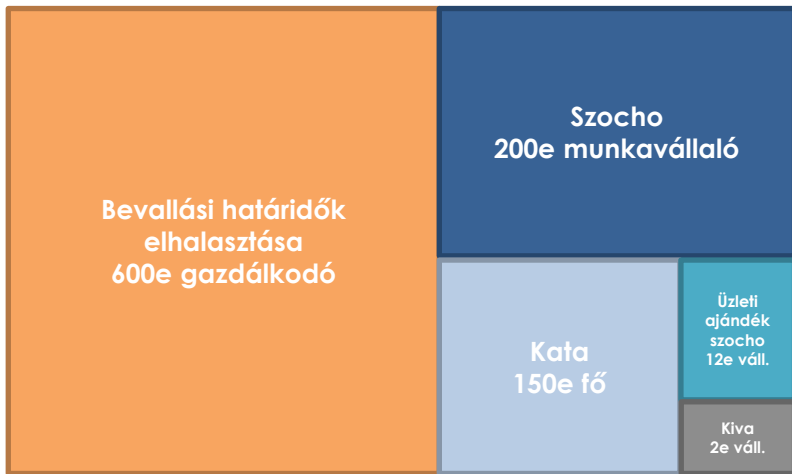 Bevallási határidők
elhalasztása
600e gazdálkodó
Szocho
200e munkavállaló
Kata
150e fő
Üzleti
ajándék
szocho
12e váll.
Kiva
2e váll.